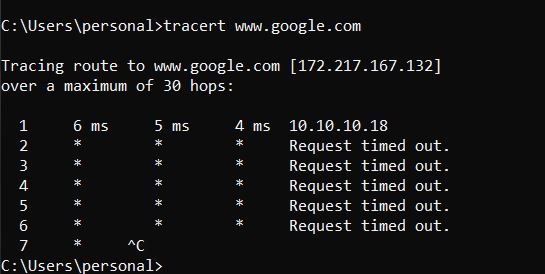 C:\Users\personal>tracert www.google.com
Tracing route to www.google.com [172.217.167.132]
over a maximum of 30 hops:
1 6 ms 5 ms 4 ms 10.10.10.18
2 * * * Request timed out.
3 * * * Request timed out.
4 * * * Request timed out.
5 * * * Request timed out.
6 * * * Request timed out.
7 * ^C
C:\Users\personal>